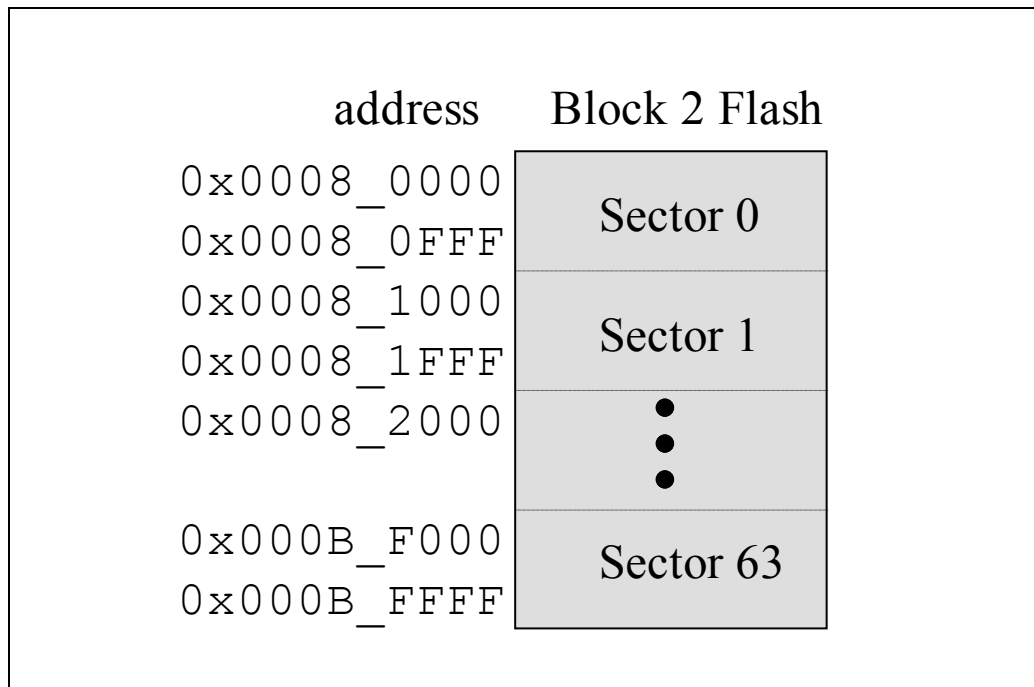 address Block 2 Flash
0x0008_0000
Sector 0
0x0008_0FFF
0x0008_1000
Sector 1
0x0008_1FFF
0x0008_2000
0x000B_F000
Sector 63
0x000B_FFFF